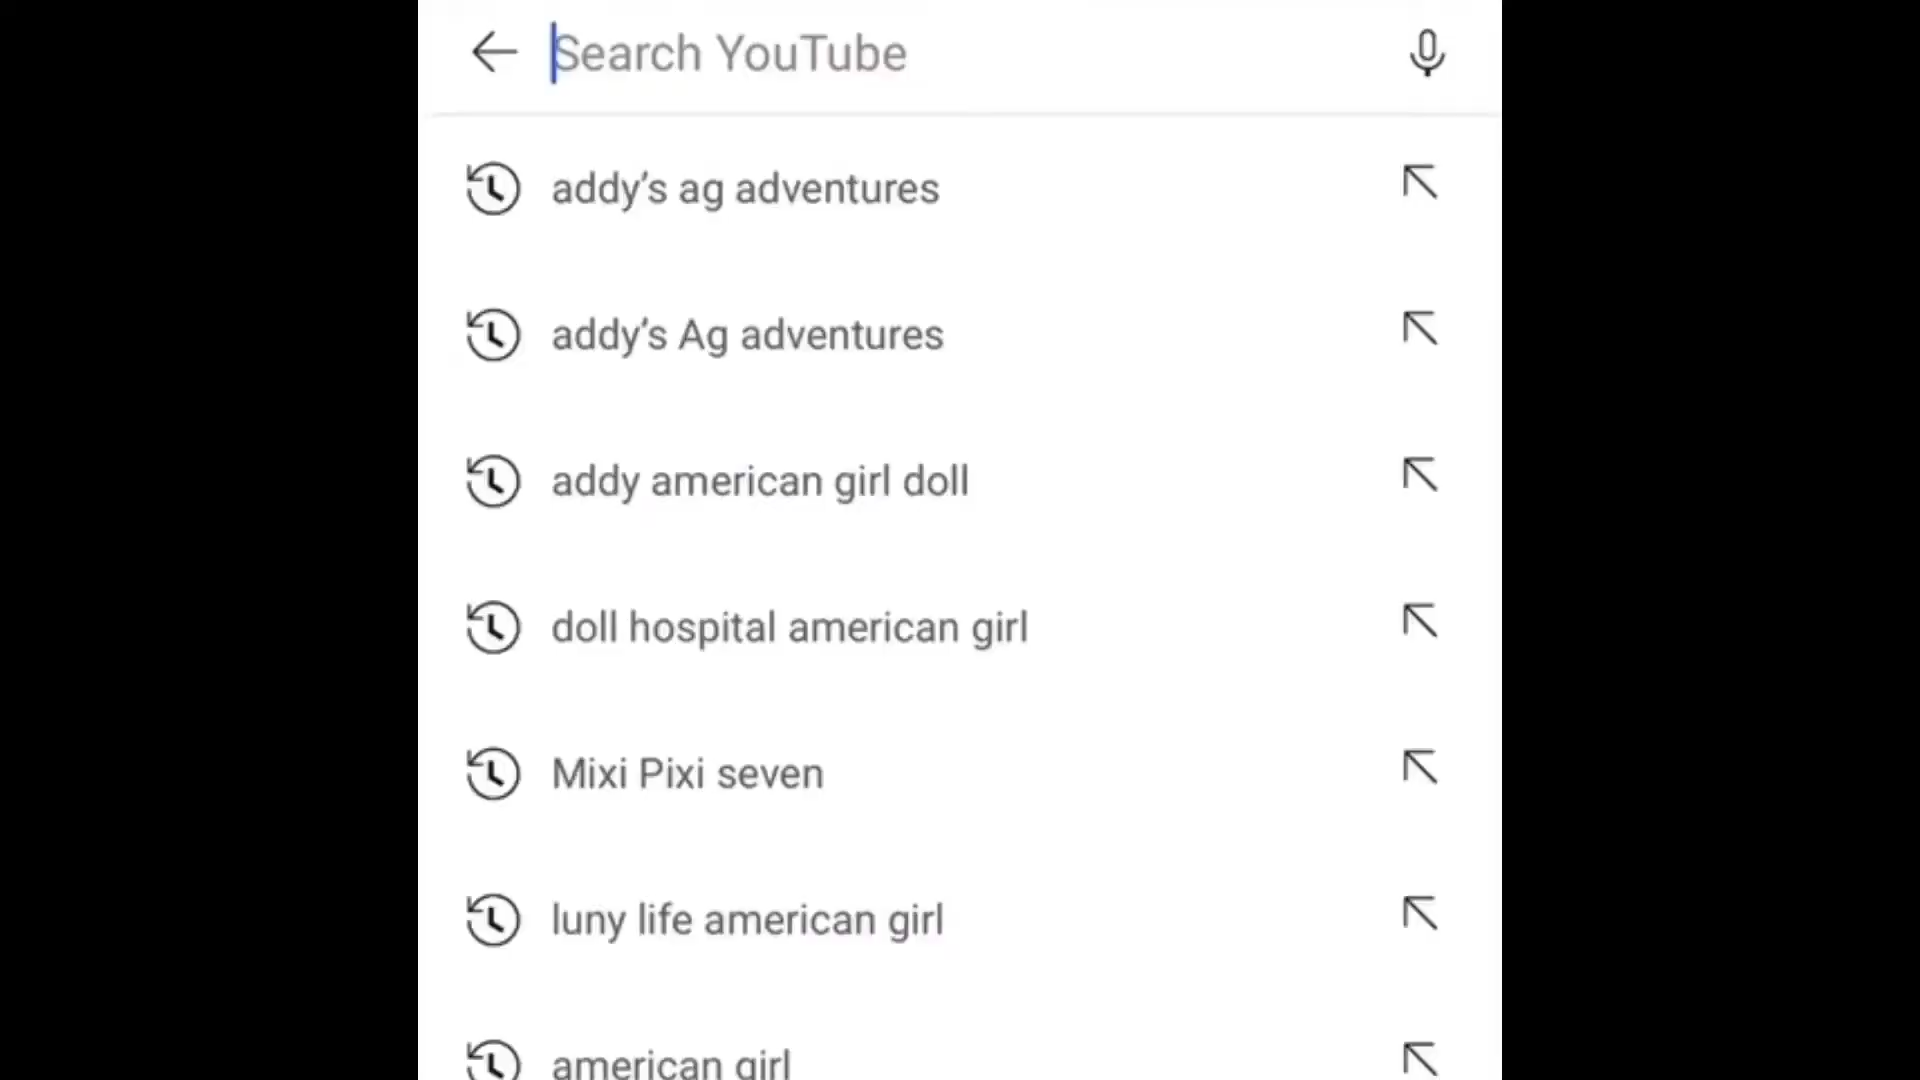 Search YouTube
addy’s ag adventures
addy’s Ag adventures
addy american girl doll
doll hospital american girl
Mixi Pixi seven
luny life american girl
american girl